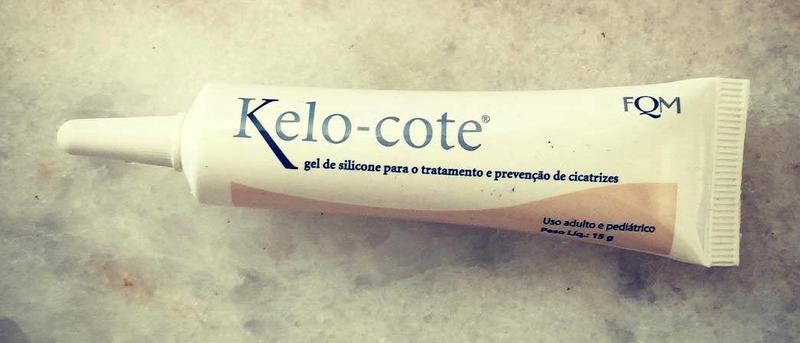 Kelo-cote®
FQM
gel de silicone para o tratamento e prevenção de cicatrizes
Uso adulto e pediátrico
Peso Líq.: 15 g